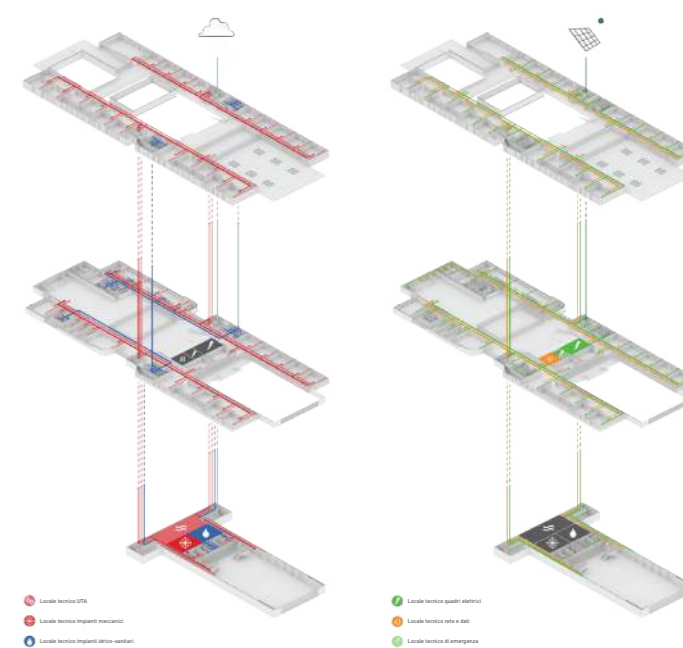 Locale tecnico UTA
Locale tecnico impianti meccanici
Locale tecnico impianti idrico-sanitari
Locale tecnico quadri elettrici
Locale tecnico rete e dati
Locale tecnico di emergenza